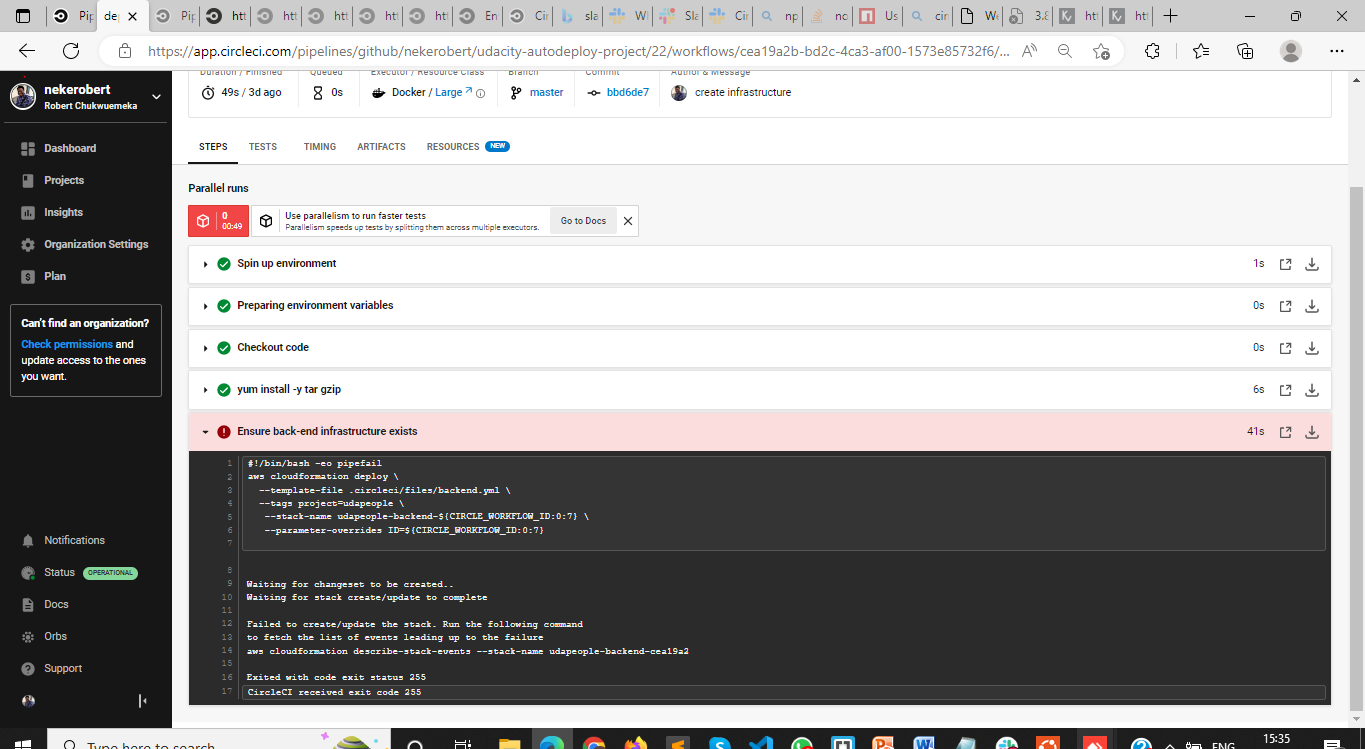 Pip
dep
Pip
htt
htt
htt
htt
htt
En
Cir
sla
Wh
Sla
Cir
np
no
Us
circ
We
3.8
htt
htt
https://app.circleci.com/pipelines/github/nekerobert/udacity-autodeploy-project/22/workflows/cea19a2b-bd2c-4ca3-af00-1573e85732f6/...
nekerobert
Robert Chukwuemeka
Dashboard
Projects
Insights
Organization Settings
Plan
Can't find an organization?
Check permissions and
update access to the ones
you want.
Notifications
Status OPERATIONAL
Docs
Orbs
Support
Duration / Finished
Queued
Executor / Resource Class
Branch
Commit
Author & Message
49s / 3d ago
0s
Docker / Large
master
bbd6de7
create infrastructure
STEPS
TESTS
TIMING
ARTIFACTS
RESOURCES NEW
Parallel runs
0
00:49
Use parallelism to run faster tests
Parallelism speeds up tests by splitting them across multiple executors.
Go to Docs
Spin up environment 1s
Preparing environment variables 0s
Checkout code 0s
yum install -y tar gzip 6s
Ensure back-end infrastructure exists 41s
1 #!/bin/bash -eo pipefail
2 aws cloudformation deploy \
3 --template-file .circleci/files/backend.yml \
4 --tags project=udapeople \
5 --stack-name udapeople-backend-${CIRCLE_WORKFLOW_ID:0:7} \
6 --parameter-overrides ID=${CIRCLE_WORKFLOW_ID:0:7}
7
8
9 Waiting for changeset to be created..
10 Waiting for stack create/update to complete
11
12 Failed to create/update the stack. Run the following command
13 to fetch the list of events leading up to the failure
14 aws cloudformation describe-stack-events --stack-name udapeople-backend-cea19a2
15
16 Exited with code exit status 255
17 CircleCI received exit code 255
Type here to search
ENG
15:35